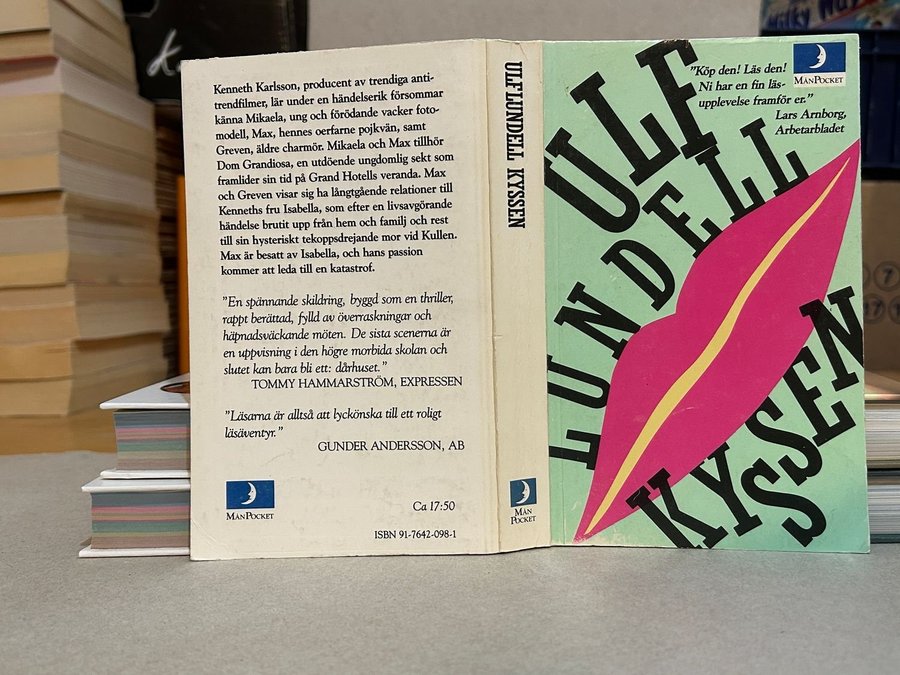 Kenneth Karlsson, producent av trendiga anti-
trendfilmer, lär under en händelserik försommar
känna Mikaela, ung och förödande vacker foto-
modell, Max, hennes oerfarne pojkvän, samt
Greven, äldre charmör. Mikaela och Max tillhör
Dom Grandiosa, en utdöende ungdomlig sekt som
framlider sin tid på Grand Hotells veranda. Max
och Greven visar sig ha långtgående relationer till
Kenneths fru Isabella, som efter en livsavgörande
händelse brutit upp från hem och familj och rest
till sin hysteriskt tekoppsdrejande mor vid Kullen.
Max är besatt av Isabella, och hans passion
kommer att leda till en katastrof.
"En spännande skildring, byggd som en thriller,
rappt berättad, fylld av överraskningar och
häpnadsväckande möten. De sista scenerna är
en uppvisning i den högre morbida skolan och
slutet kan bara bli ett: dårhuset."
TOMMY HAMMARSTRÖM, EXPRESSEN
"Läsarna är alltså att lyckönska till ett roligt
läsäventyr."
GUNDER ANDERSSON, AB
MÅNPOCKET
Ca 17:50
ISBN 91-7642-098-1
ULF LUNDELL KYSSEN
MÅN
POCKET
"Köp den! Läs den!
Ni har en fin läs-
upplevelse framför er."
Lars Arnborg,
Arbetarbladet
MÅNPOCKET
ULF
LUNDELL
KYSSEN
Milky Way